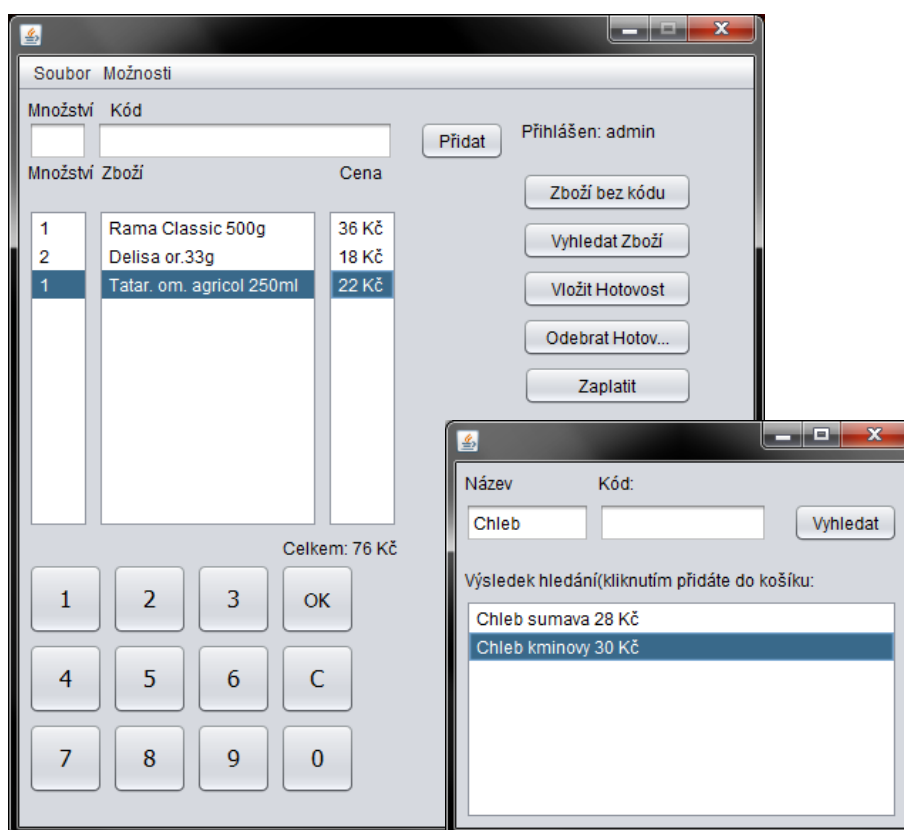 Soubor Možnosti
Množství Kód
Přidat
Přihlášen: admin
Množství Zboží Cena
1 Rama Classic 500g 36 Kč
2 Delisa or.33g 18 Kč
1 Tatar. om. agricol 250ml 22 Kč
Zboží bez kódu
Vyhledat Zboží
Vložit Hotovost
Odebrat Hotov...
Zaplatit
Celkem: 76 Kč
1 2 3 OK
4 5 6 C
7 8 9 0
Název Kód:
Chleb Vyhledat
Výsledek hledání(kliknutím přidáte do košíku:
Chleb sumava 28 Kč
Chleb kminovy 30 Kč